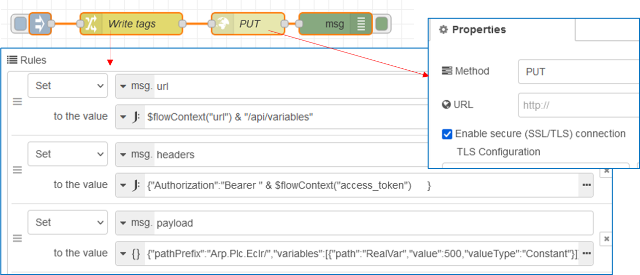 Write tags
PUT
msg
Properties
Method
PUT
URL
http://
Enable secure (SSL/TLS) connection
TLS Configuration
Rules
Set
msg. url
to the value
J: $flowContext("url") & "/api/variables"
Set
msg. headers
to the value
J: {"Authorization":"Bearer " & $flowContext("access_token") }
Set
msg. payload
to the value
{} {"pathPrefix":"Arp.Plc.Eclr/","variables":[{"path":"RealVar","value":500,"valueType":"Constant"}]